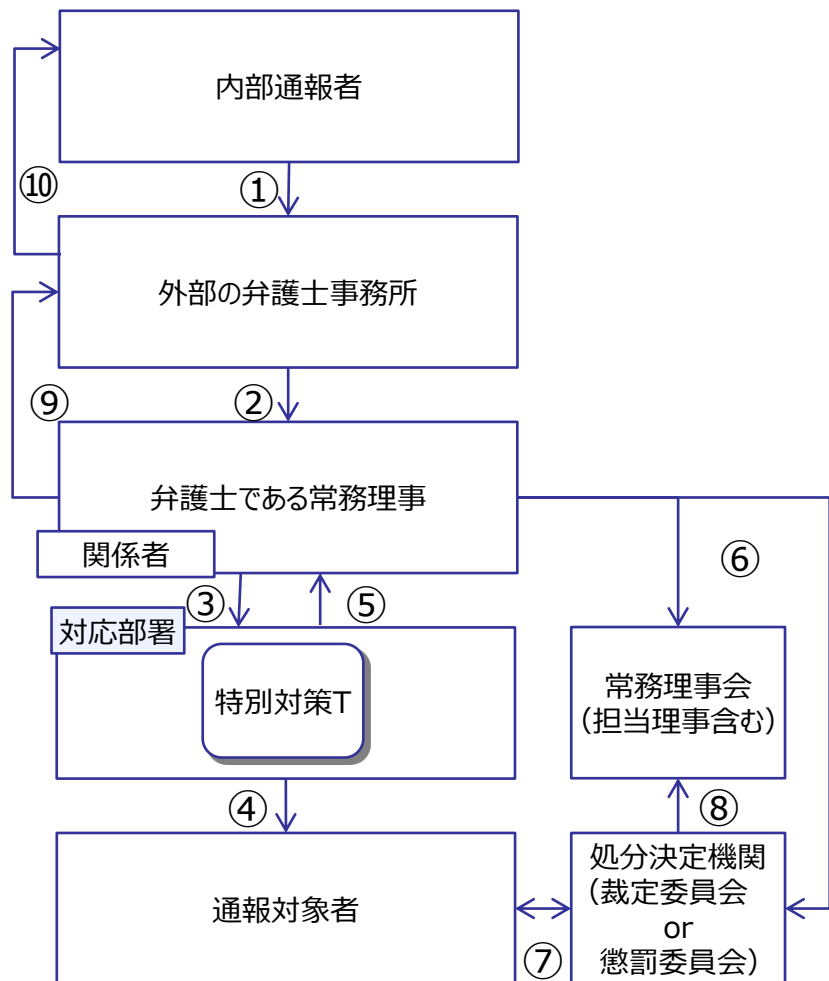 内部通報者
⑩
①
外部の弁護士事務所
⑨
②
弁護士である常務理事
関係者
⑥
③
⑤
対応部署
特別対策T
常務理事会
（担当理事含む）
④
⑧
通報対象者
処分決定機関
（裁定委員会
or
懲罰委員会）
⑦